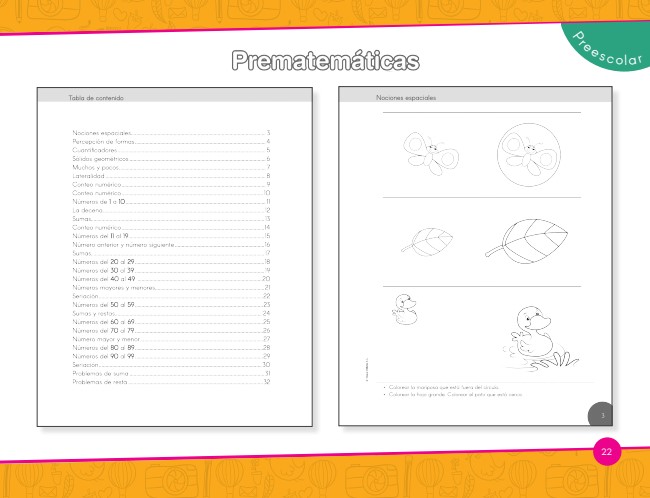 Preescolar
Prematemáticas
Tabla de contenido
Nociones espaciales 3
Percepción de formas 4
Cuantificadores 5
Sólidos geométricos 6
Muchos y pocos 7
Lateralidad 8
Conteo numérico 9
Conteo numérico 10
Números de 1 a 10 11
La decena 12
Sumas 13
Conteo numérico 14
Números del 11 al 19 15
Número anterior y número siguiente 16
Sumas 17
Números del 20 al 29 18
Números del 30 al 39 19
Números del 40 al 49 20
Números mayores y menores 21
Seriación 22
Números del 50 al 59 23
Sumas y restas 24
Números del 60 al 69 25
Números del 70 al 79 26
Número mayor y menor 27
Números del 80 al 89 28
Números del 90 al 99 29
Seriación 30
Problemas de suma 31
Problemas de resta 32
Nociones espaciales
• Colorear la mariposa que está fuera del círculo.
• Colorear la hoja grande. Colorear el pato que está cerca.
3
22